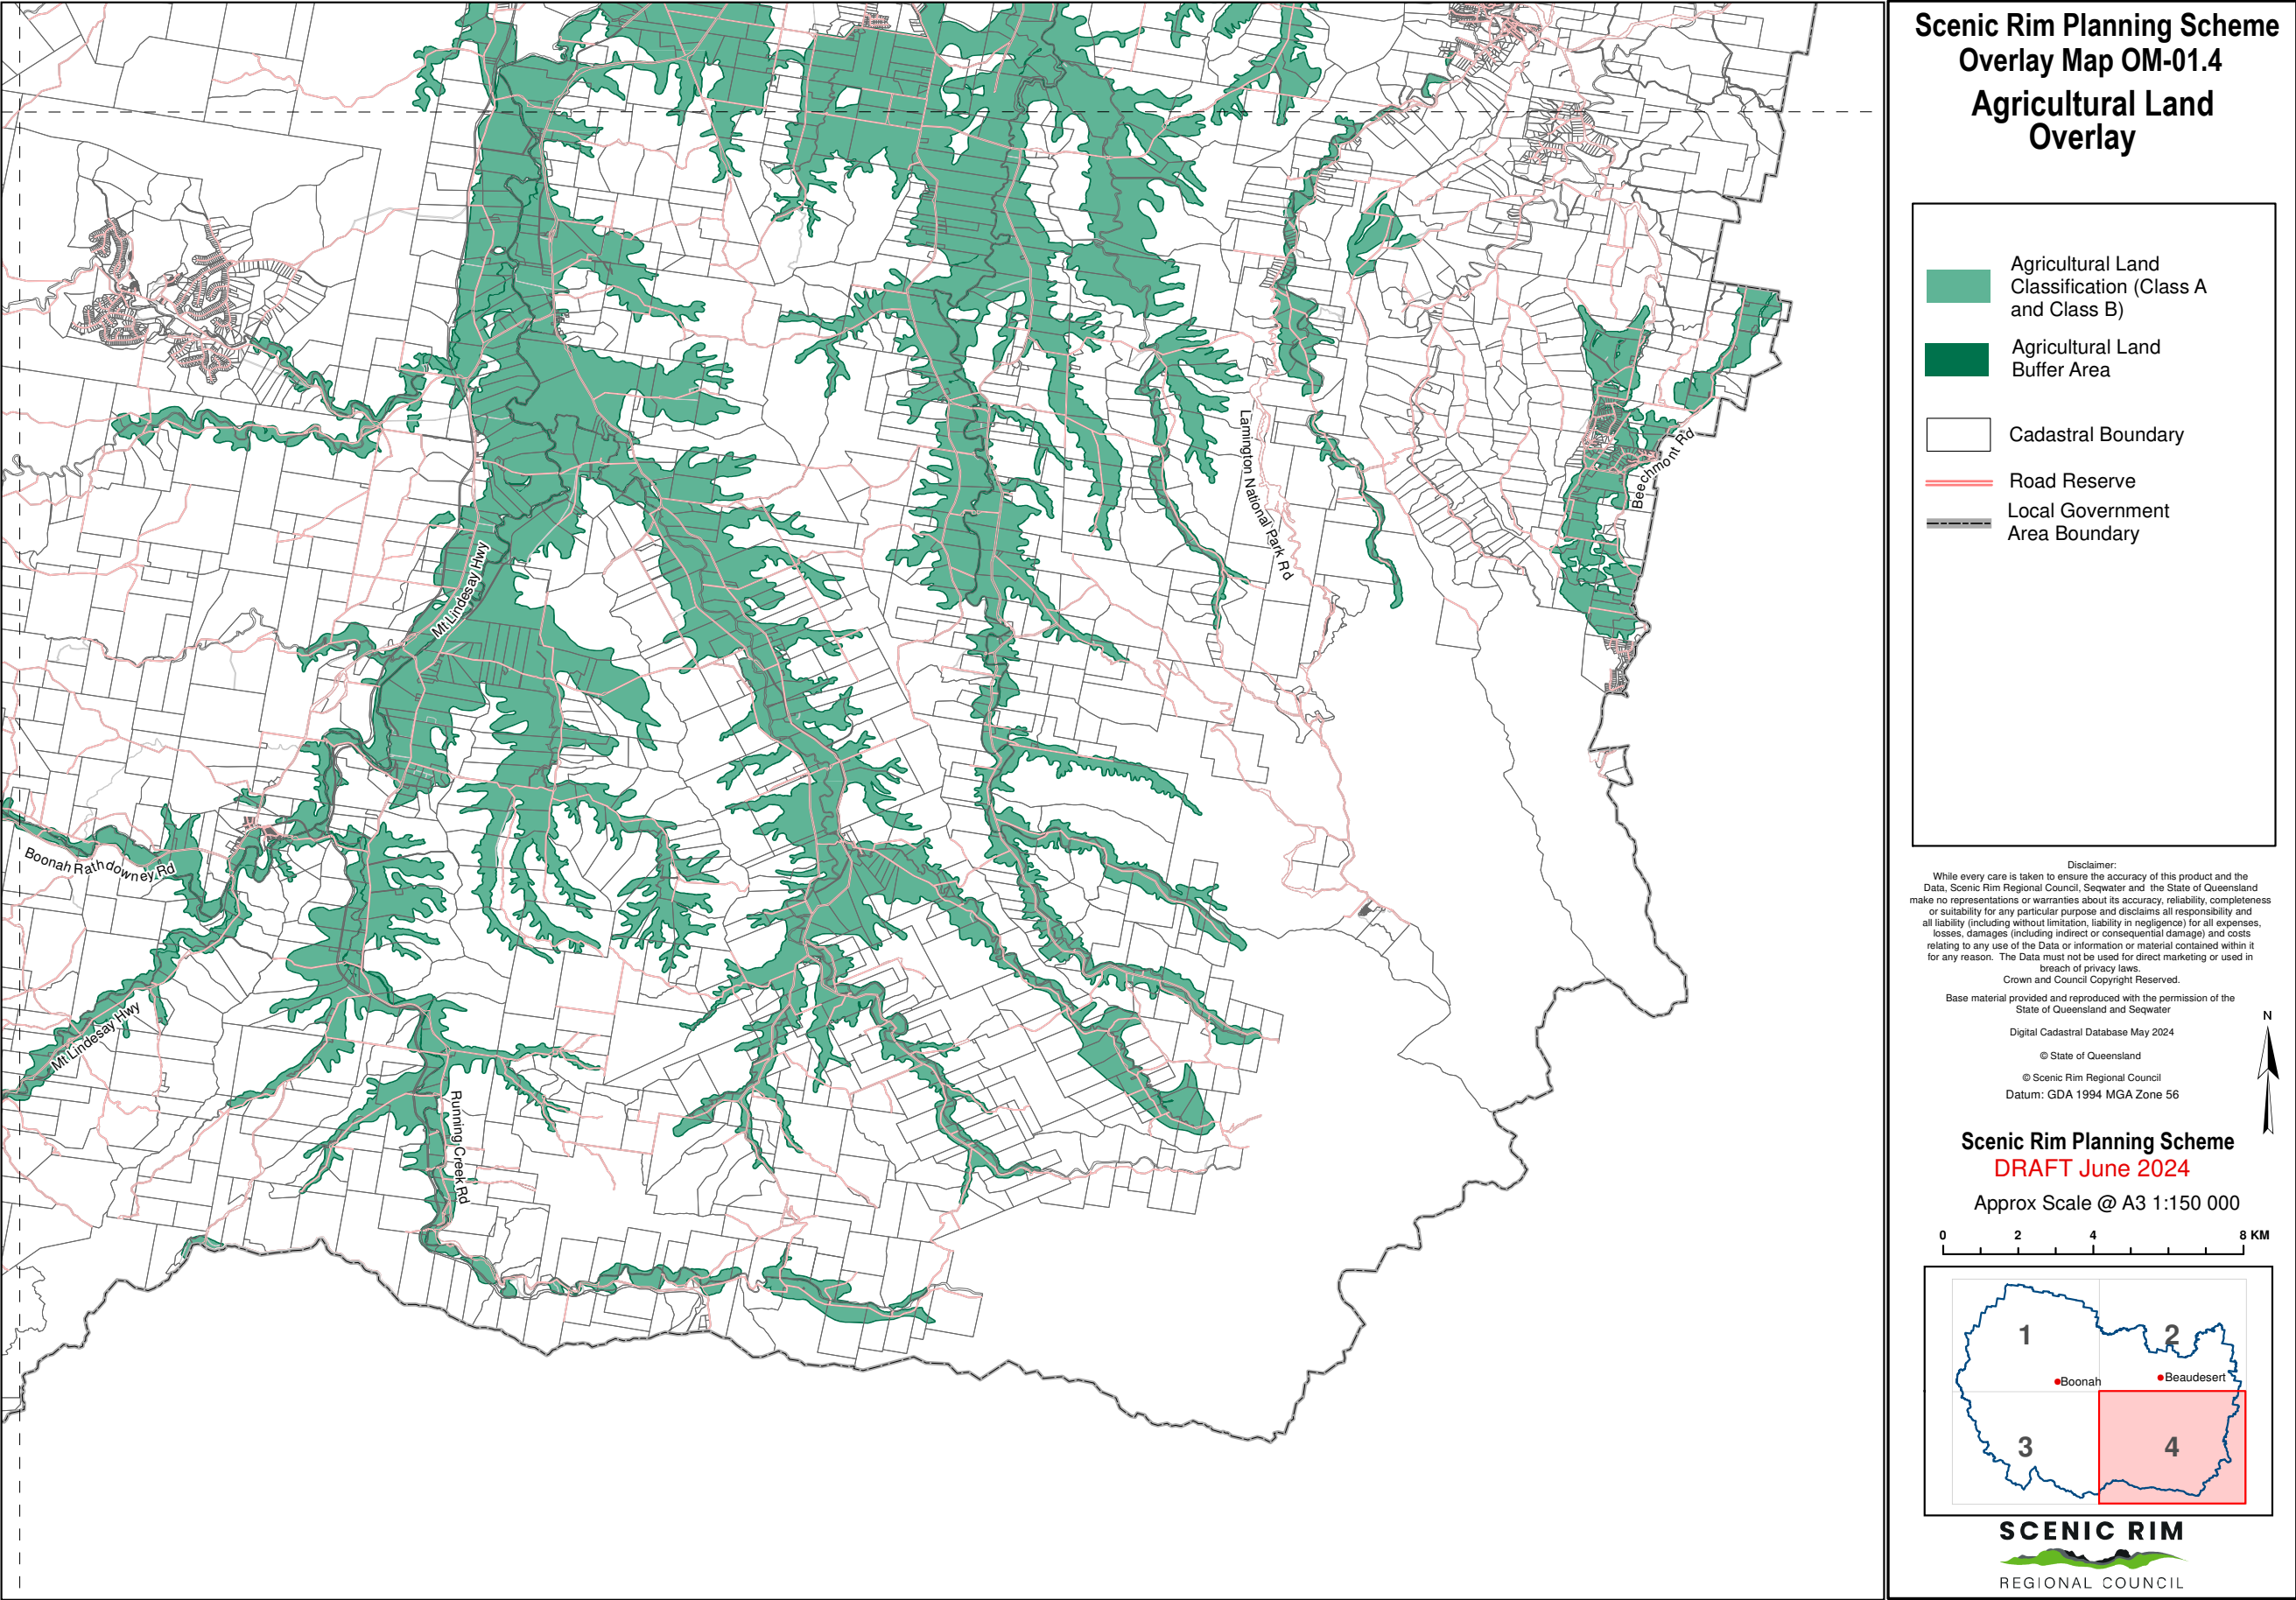 Scenic Rim Planning Scheme
Overlay Map OM-01.4
Agricultural Land
Overlay
Agricultural Land
Classification (Class A
and Class B)
Agricultural Land
Buffer Area
Cadastral Boundary
Road Reserve
Local Government
Area Boundary
Lamington National Park Rd
Beechmont Rd
Mt Lindesay Hwy
Boonah Rathdowney Rd
Mt Lindesay Hwy
Running Creek Rd
Disclaimer:
While every care is taken to ensure the accuracy of this product and the
Data, Scenic Rim Regional Council, Seqwater and the State of Queensland
make no representations or warranties about its accuracy, reliability, completeness
or suitability for any particular purpose and disclaims all responsibility and
all liability (including without limitation, liability in negligence) for all expenses,
losses, damages (including indirect or consequential damage) and costs
relating to any use of the Data or information or material contained within it
for any reason. The Data must not be used for direct marketing or used in
breach of privacy laws.
Crown and Council Copyright Reserved.
Base material provided and reproduced with the permission of the
State of Queensland and Seqwater
Digital Cadastral Database May 2024
© State of Queensland
© Scenic Rim Regional Council
Datum: GDA 1994 MGA Zone 56
N
Scenic Rim Planning Scheme
DRAFT June 2024
Approx Scale @ A3 1:150 000
0 2 4 8 KM
1 2
Boonah Beaudesert
3 4
SCENIC RIM
REGIONAL COUNCIL